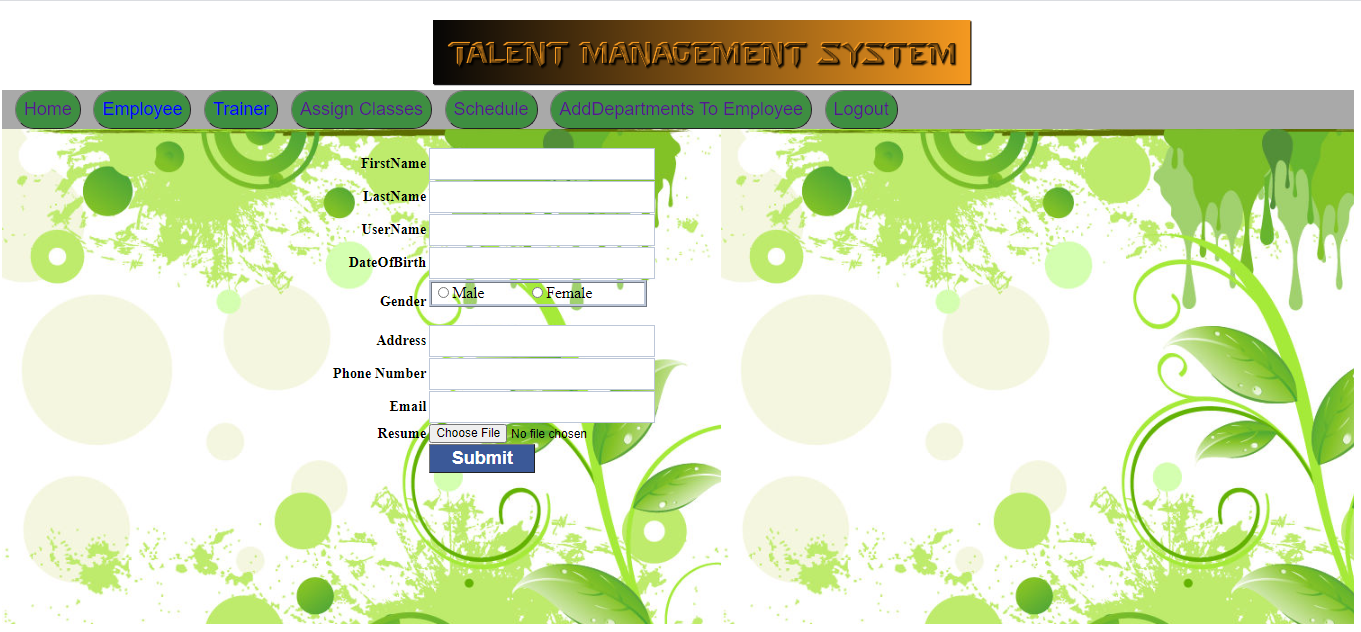 TALENT MANAGEMENT SYSTEM
Home Employee Trainer Assign Classes Schedule AddDepartments To Employee Logout
FirstName
LastName
UserName
DateOfBirth
Gender Male Female
Address
Phone Number
Email
Resume Choose File No file chosen
Submit